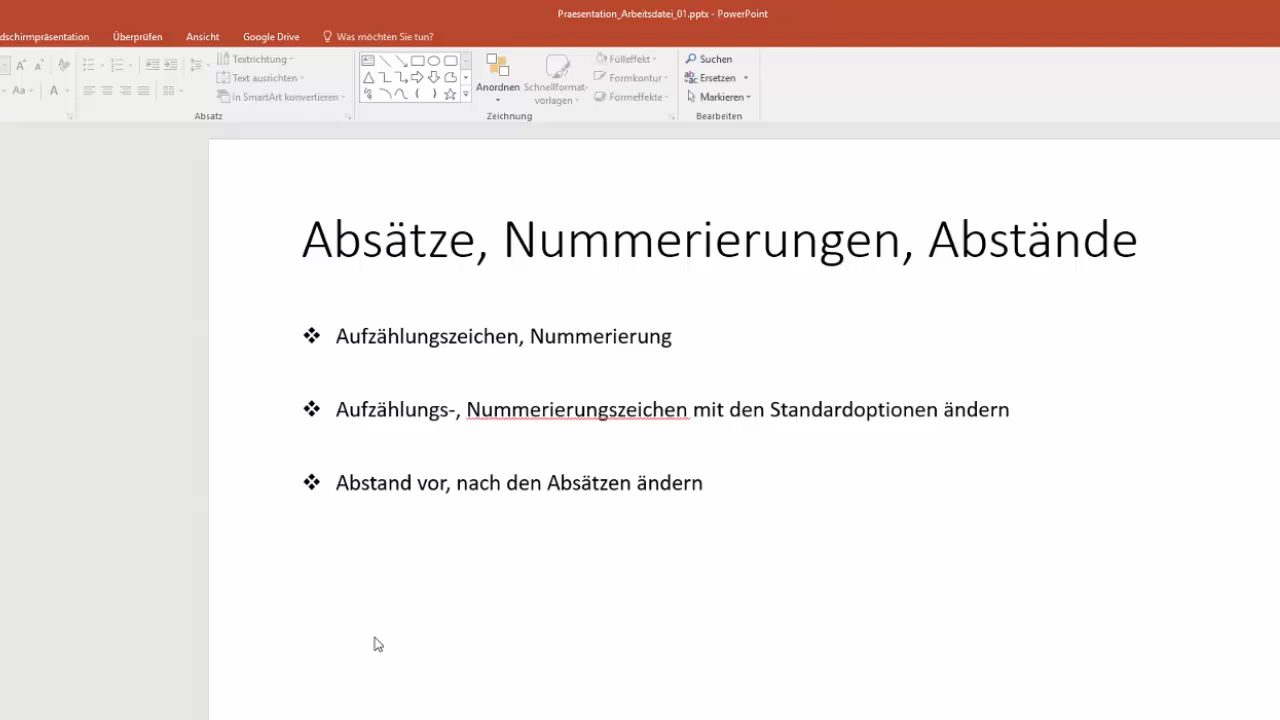 Praesentation_Arbeitsdatei_01.pptx - PowerPoint
dschirmpräsentation Überprüfen Ansicht Google Drive Was möchten Sie tun?
Textrichtung
Text ausrichten
In SmartArt konvertieren
Absatz
Anordnen
Schnellformat-
vorlagen
Fülleffekt
Formkontur
Formeffekte
Zeichnung
Suchen
Ersetzen
Markieren
Bearbeiten
Absätze, Nummerierungen, Abstände
❖ Aufzählungszeichen, Nummerierung
❖ Aufzählungs-, Nummerierungszeichen mit den Standardoptionen ändern
❖ Abstand vor, nach den Absätzen ändern